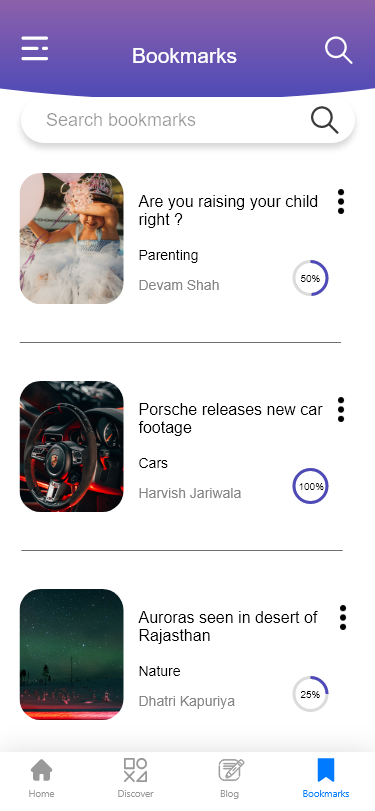 Bookmarks
Search bookmarks
Are you raising your child
right ?
Parenting
Devam Shah
50%
Porsche releases new car
footage
Cars
Harvish Jariwala
100%
Auroras seen in desert of
Rajasthan
Nature
Dhatri Kapuriya
25%
Home
Discover
Blog
Bookmarks